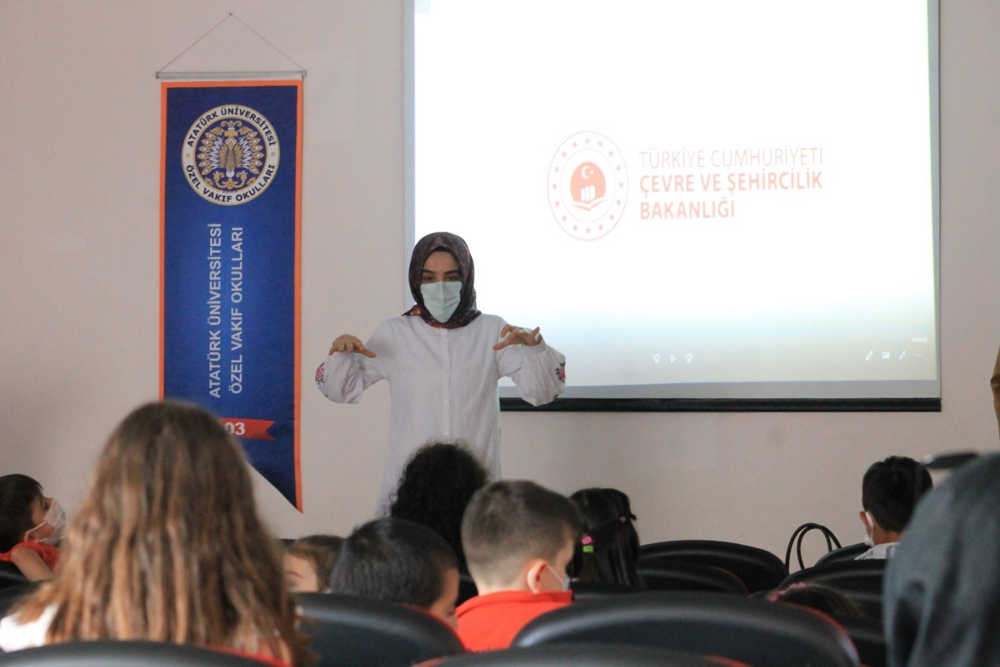 ATATÜRK ÜNİVERSİTESİ
ÖZEL VAKIF OKULLARI
ATATÜRK ÜNİVERSİTESİ
ÖZEL VAKIF OKULLARI
03
TÜRKİYE CUMHURİYETİ
ÇEVRE VE ŞEHİRCİLİK
BAKANLIĞI